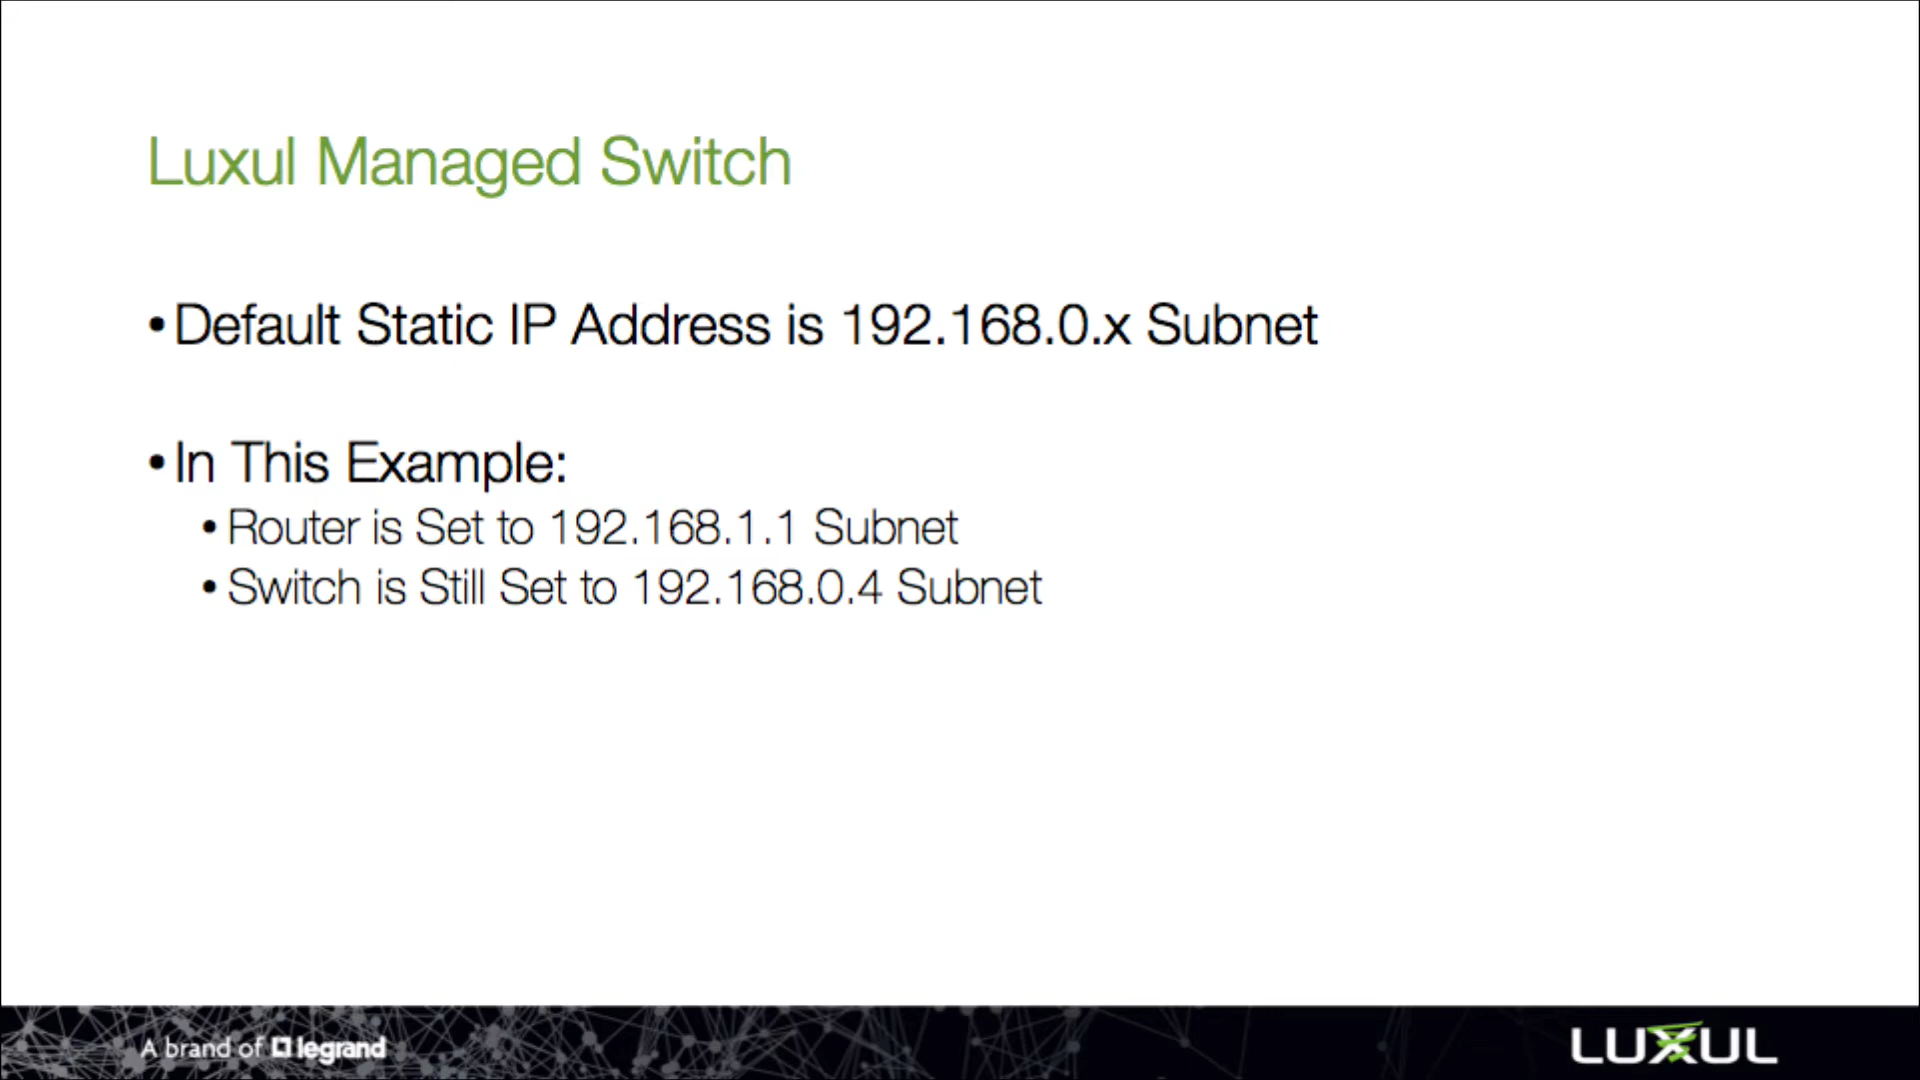 Luxul Managed Switch
•Default Static IP Address is 192.168.0.x Subnet
•In This Example:
•Router is Set to 192.168.1.1 Subnet
•Switch is Still Set to 192.168.0.4 Subnet
A brand of legrand
LUXUL